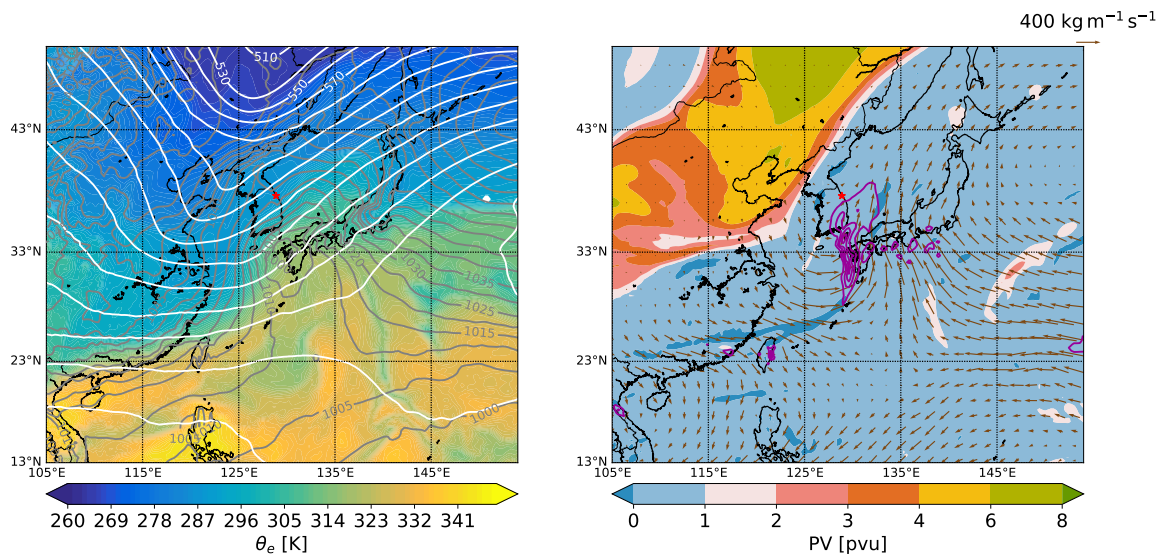 400 kg m⁻¹ s⁻¹
510
530
550
570
43°N
43°N
33°N
33°N
1035
1030
1025
1015
1010
23°N
23°N
1005
1000
13°N
13°N
105°E
115°E
125°E
135°E
145°E
105°E
115°E
125°E
135°E
145°E
260 269 278 287 296 305 314 323 332 341
0 1 2 3 4 6 8
θe [K]
PV [pvu]